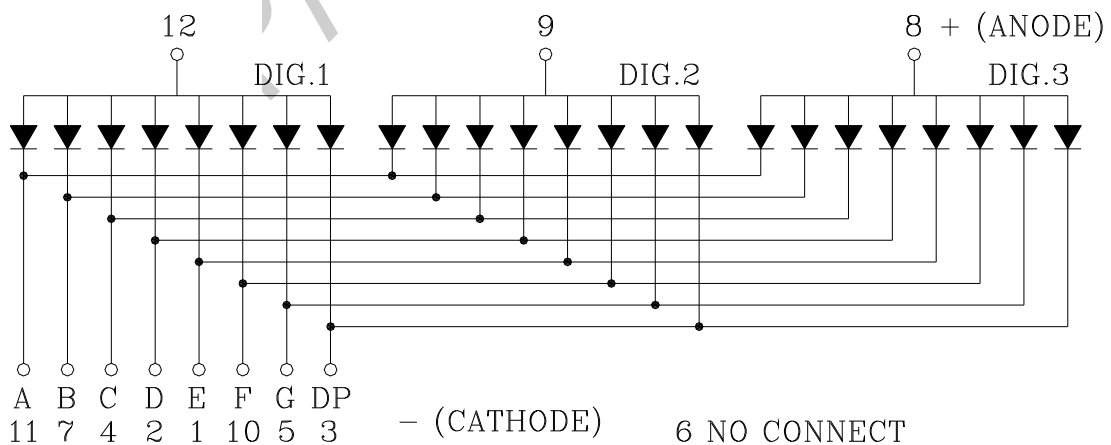 12 9 8 + (ANODE)
DIG.1 DIG.2 DIG.3
A B C D E F G DP
11 7 4 2 1 10 5 3 − (CATHODE) 6 NO CONNECT